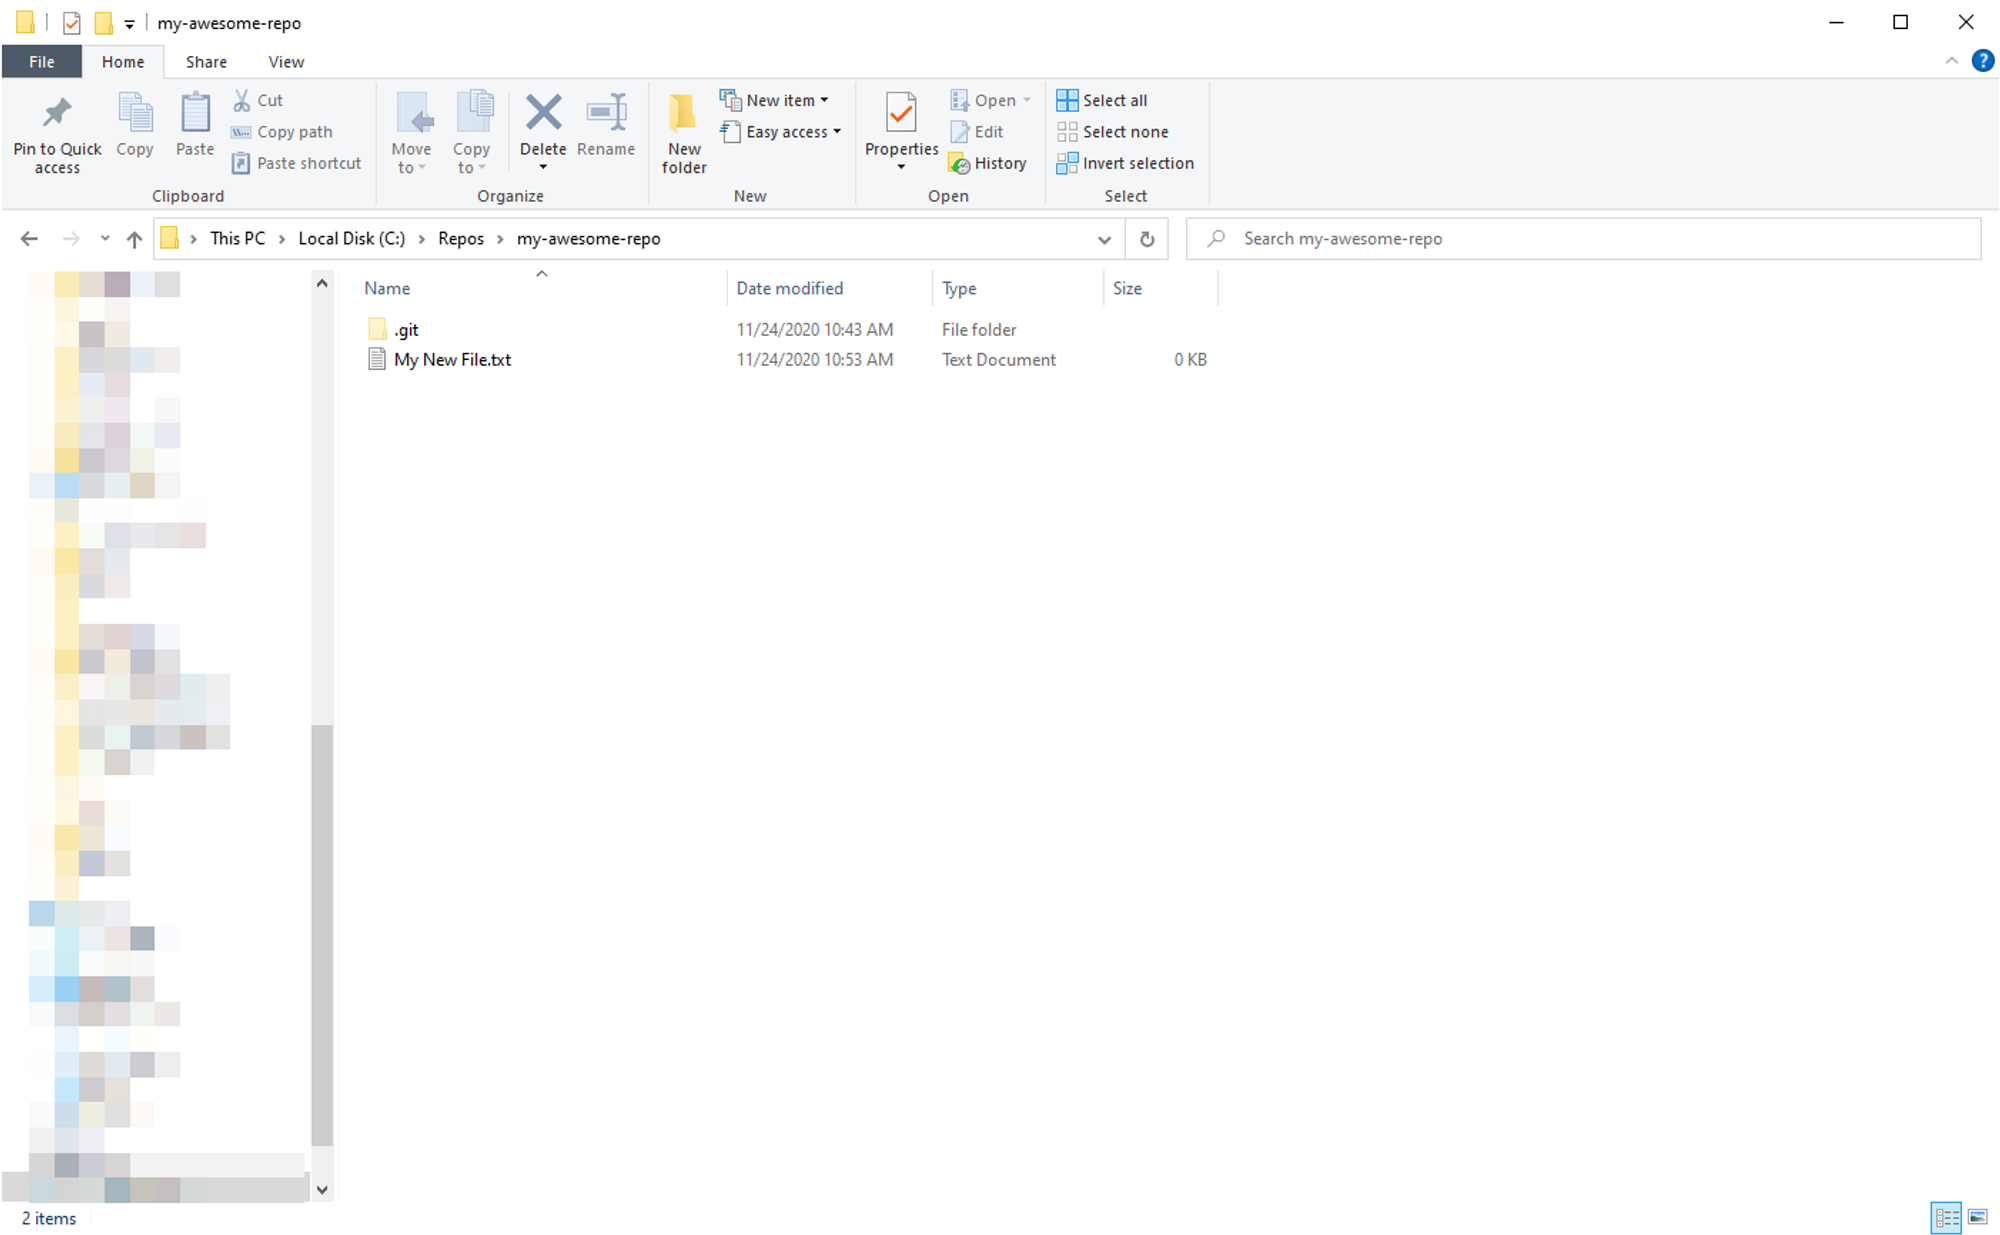 my-awesome-repo
File Home Share View
Pin to Quick access
Copy
Paste
Cut
Copy path
Paste shortcut
Clipboard
Move to
Copy to
Delete
Rename
Organize
New folder
New item
Easy access
New
Properties
Open
Edit
History
Open
Select all
Select none
Invert selection
Select
This PC > Local Disk (C:) > Repos > my-awesome-repo
Search my-awesome-repo
Name Date modified Type Size
.git 11/24/2020 10:43 AM File folder
My New File.txt 11/24/2020 10:53 AM Text Document 0 KB
2 items